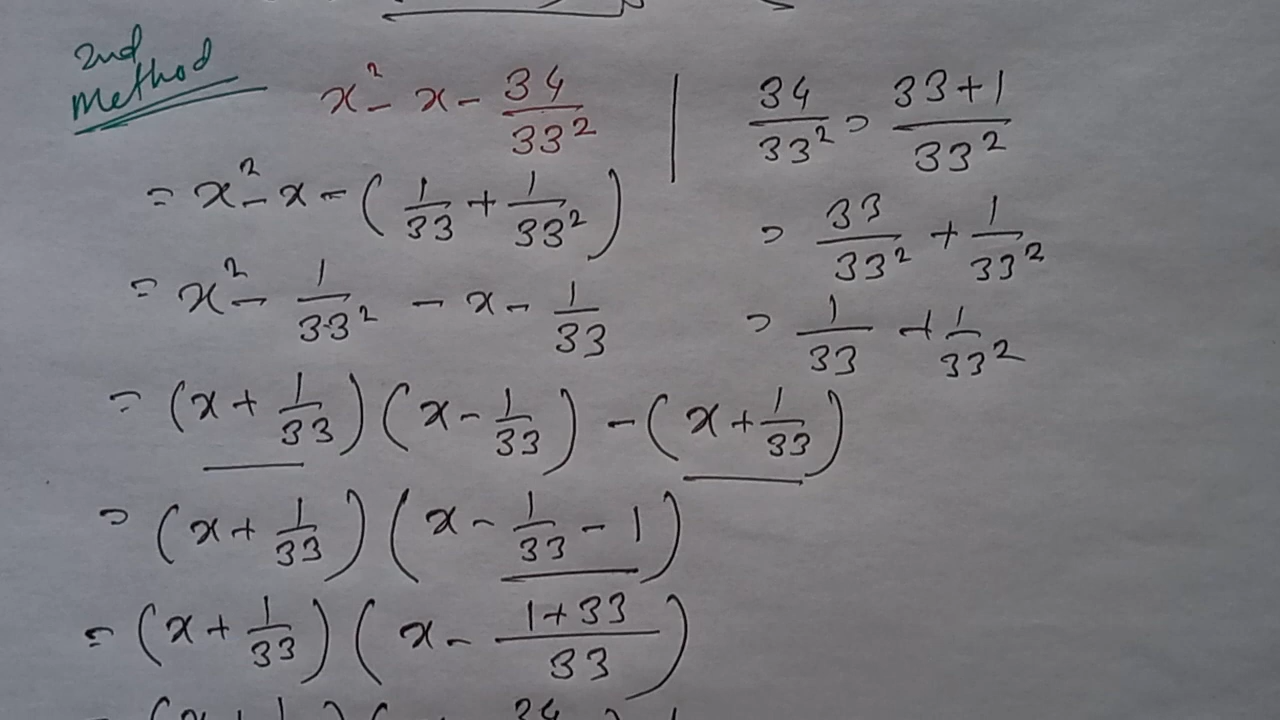 2nd
Method
x² - x - 34/33² | 34/33² = (33+1)/33²
= x² - x - (1/33 + 1/33²)
= 33/33² + 1/33²
= x² - 1/33² - x - 1/33
= 1/33 + 1/33²
= (x + 1/33)(x - 1/33) - (x + 1/33)
= (x + 1/33)(x - 1/33 - 1)
= (x + 1/33)(x - (1+33)/33)